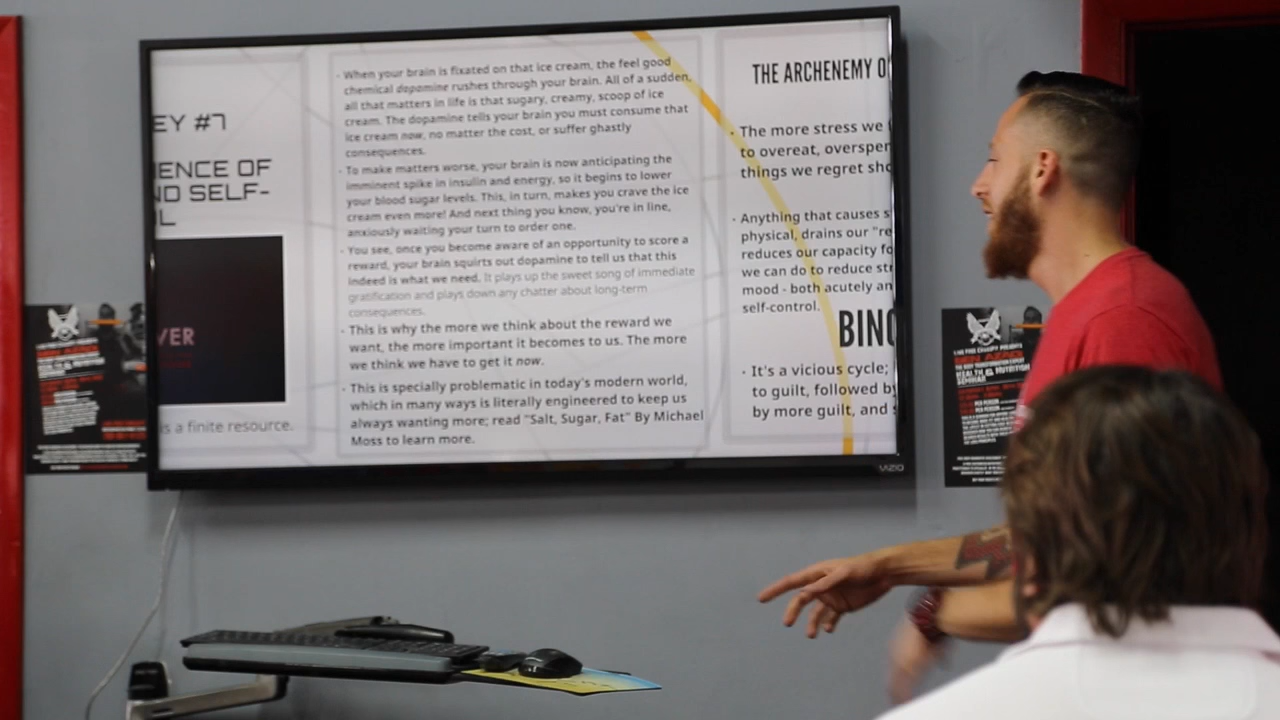 EY #7
IENCE OF
ND SELF-
L
VER
is a finite resource.
- When your brain is fixated on that ice cream, the feel good
chemical dopamine rushes through your brain. All of a sudden,
all that matters in life is that sugary, creamy, scoop of ice
cream. The dopamine tells your brain you must consume that
ice cream now, no matter the cost, or suffer ghastly
consequences.
- To make matters worse, your brain is now anticipating the
imminent spike in insulin and energy, so it begins to lower
your blood sugar levels. This, in turn, makes you crave the ice
cream even more! And next thing you know, you're in line,
anxiously waiting your turn to order one.
- You see, once you become aware of an opportunity to score a
reward, your brain squirts out dopamine to tell us that this
indeed is what we need. It plays up the sweet song of immediate
gratification and plays down any chatter about long-term
consequences.
- This is why the more we think about the reward we
want, the more important it becomes to us. The more
we think we have to get it now.
- This is specially problematic in today's modern world,
which in many ways is literally engineered to keep us
always wanting more; read "Salt, Sugar, Fat" By Michael
Moss to learn more.
THE ARCHENEMY O
- The more stress we
to overeat, oversper
things we regret sho
- Anything that causes s
physical, drains our "re
reduces our capacity fo
we can do to reduce str
mood - both acutely an
self-control.
BING
- It's a vicious cycle;
to guilt, followed by
by more guilt, and s
VIZIO
BEN AZADI
HEALTH & NUTRITION
SEMINAR